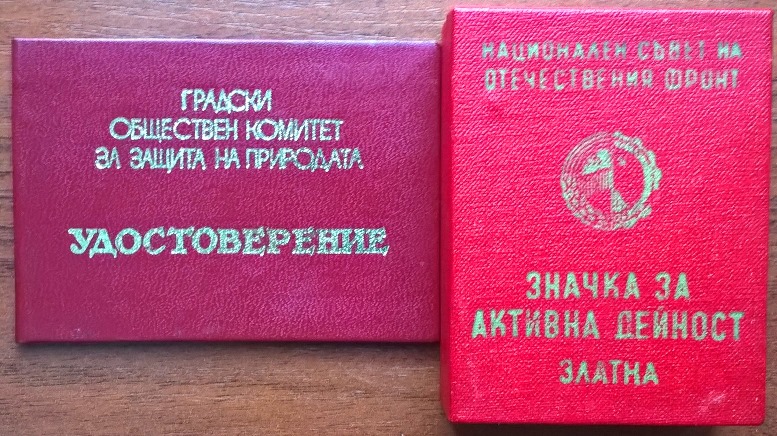 ГРАДСКИ
ОБЩЕСТВЕН КОМИТЕТ
ЗА ЗАЩИТА НА ПРИРОДАТА
УДОСТОВЕРЕНИЕ
НАЦИОНАЛЕН СЪВЕТ НА
ОТЕЧЕСТВЕНИЯ ФРОНТ
ЗНАЧКА ЗА
АКТИВНА ДЕЙНОСТ
ЗЛАТНА